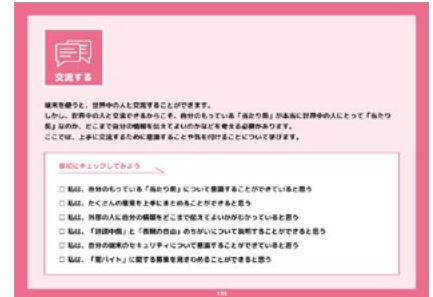 交流する
端末を使うと、世界中の人と交流することができます。
しかし、世界中の人と交流できるからこそ、自分のもっている「当たり前」が本当に世界中の人にとって「当たり
前」なのか、どこまで自分の情報を伝えてよいのかなどを考える必要があります。
ここでは、上手に交流するために意識することや気を付けることについて学びます。
最初にチェックしてみよう
□ 私は、自分のもっている「当たり前」について意識することができていると思う
□ 私は、たくさんの意見を上手にまとめることができると思う
□ 私は、外部の人に自分の情報をどこまで伝えてよいかがわかっていると思う
□ 私は、「誹謗中傷」と「表現の自由」のちがいについて説明することができると思う
□ 私は、自分の端末のセキュリティについて意識することができていると思う
□ 私は、「闇バイト」に関する募集を見きわめることができると思う